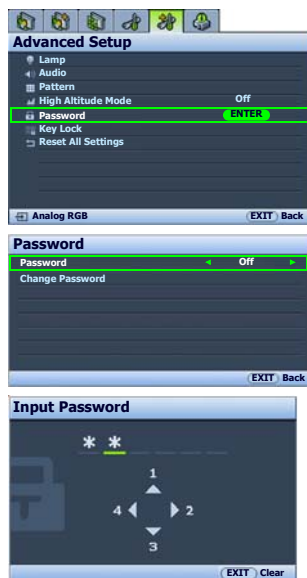 Advanced Setup
Lamp
Audio
Pattern
High Altitude Mode Off
Password ENTER
Key Lock
Reset All Settings
Analog RGB EXIT Back
Password
Password Off
Change Password
EXIT Back
Input Password
* *
1
4 2
3
EXIT Clear